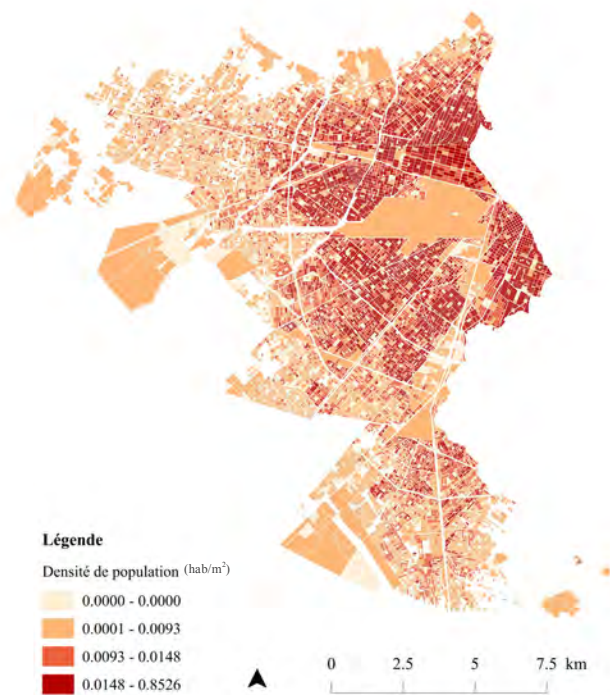 Légende
Densité de population (hab/m²)
0.0000 - 0.0000
0.0001 - 0.0093
0.0093 - 0.0148
0.0148 - 0.8526
0 2.5 5 7.5 km